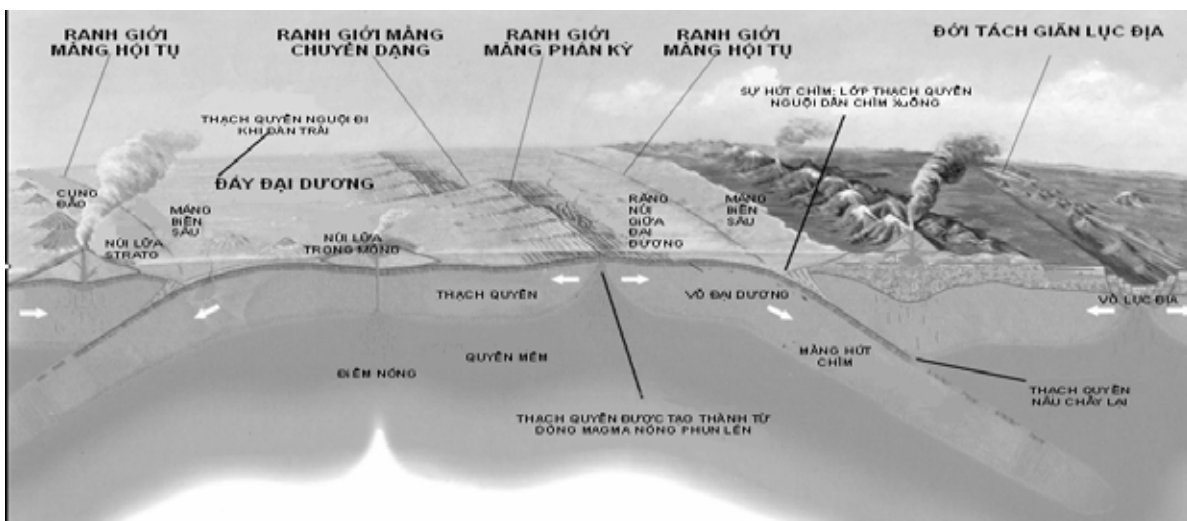 RANH GIỚI
MẢNG HỘI TỤ
RANH GIỚI MẢNG
CHUYỂN DẠNG
RANH GIỚI
MẢNG PHÂN KỲ
RANH GIỚI
MẢNG HỘI TỤ
ĐỚI TÁCH GIÃN LỤC ĐỊA
SỰ HÚT CHÌM: LỚP THẠCH QUYỂN
NGUỘI DẦN CHÌM XUỐNG
THẠCH QUYỂN NGUỘI ĐI
KHI DÀN TRẢI
ĐÁY ĐẠI DƯƠNG
CUNG
ĐẢO
MÁNG
BIỂN
SÂU
NÚI LỬA
STRATO
NÚI LỬA
TRONG MỎNG
RẶNG
NÚI
GIỮA
ĐẠI
DƯƠNG
MÁNG
BIỂN
SÂU
THẠCH QUYỂN
VỎ ĐẠI DƯƠNG
VỎ LỤC ĐỊA
QUYỂN MỀM
ĐIỂM NÓNG
MẢNG HÚT
CHÌM
THẠCH QUYỂN
NẤU CHẢY LẠI
THẠCH QUYỂN ĐƯỢC TẠO THÀNH TỪ
DÒNG MAGMA NÓNG PHUN LÊN